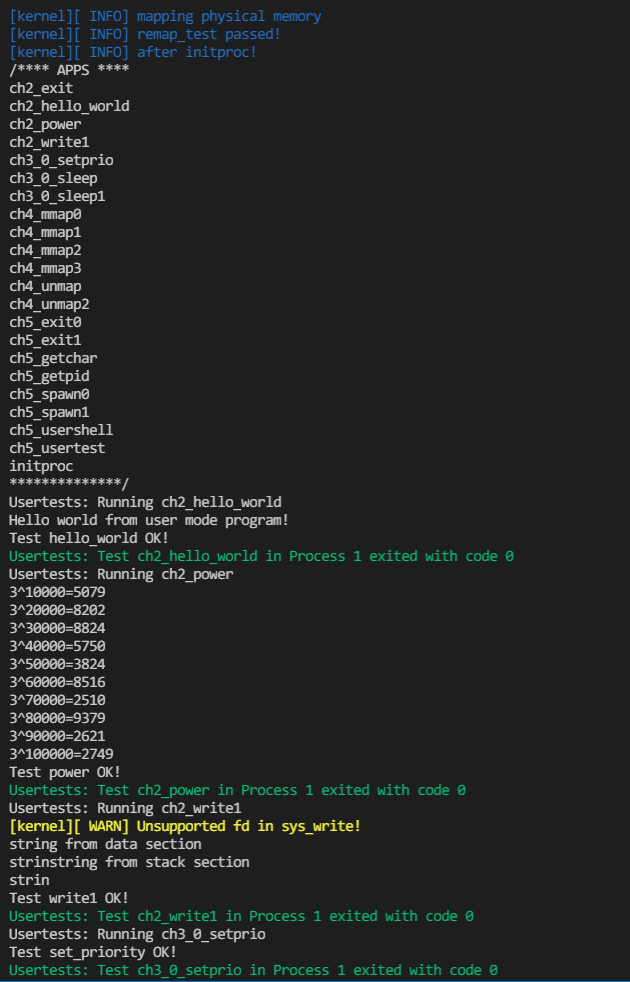 [kernel][ INFO] mapping physical memory
[kernel][ INFO] remap_test passed!
[kernel][ INFO] after initproc!
/**** APPS ****
ch2_exit
ch2_hello_world
ch2_power
ch2_write1
ch3_0_setprio
ch3_0_sleep
ch3_0_sleep1
ch4_mmap0
ch4_mmap1
ch4_mmap2
ch4_mmap3
ch4_unmap
ch4_unmap2
ch5_exit0
ch5_exit1
ch5_getchar
ch5_getpid
ch5_spawn0
ch5_spawn1
ch5_usershell
ch5_usertest
initproc
**************/
Usertests: Running ch2_hello_world
Hello world from user mode program!
Test hello_world OK!
Usertests: Test ch2_hello_world in Process 1 exited with code 0
Usertests: Running ch2_power
3^10000=5079
3^20000=8202
3^30000=8824
3^40000=5750
3^50000=3824
3^60000=8516
3^70000=2510
3^80000=9379
3^90000=2621
3^100000=2749
Test power OK!
Usertests: Test ch2_power in Process 1 exited with code 0
Usertests: Running ch2_write1
[kernel][ WARN] Unsupported fd in sys_write!
string from data section
strinstring from stack section
strin
Test write1 OK!
Usertests: Test ch2_write1 in Process 1 exited with code 0
Usertests: Running ch3_0_setprio
Test set_priority OK!
Usertests: Test ch3_0_setprio in Process 1 exited with code 0